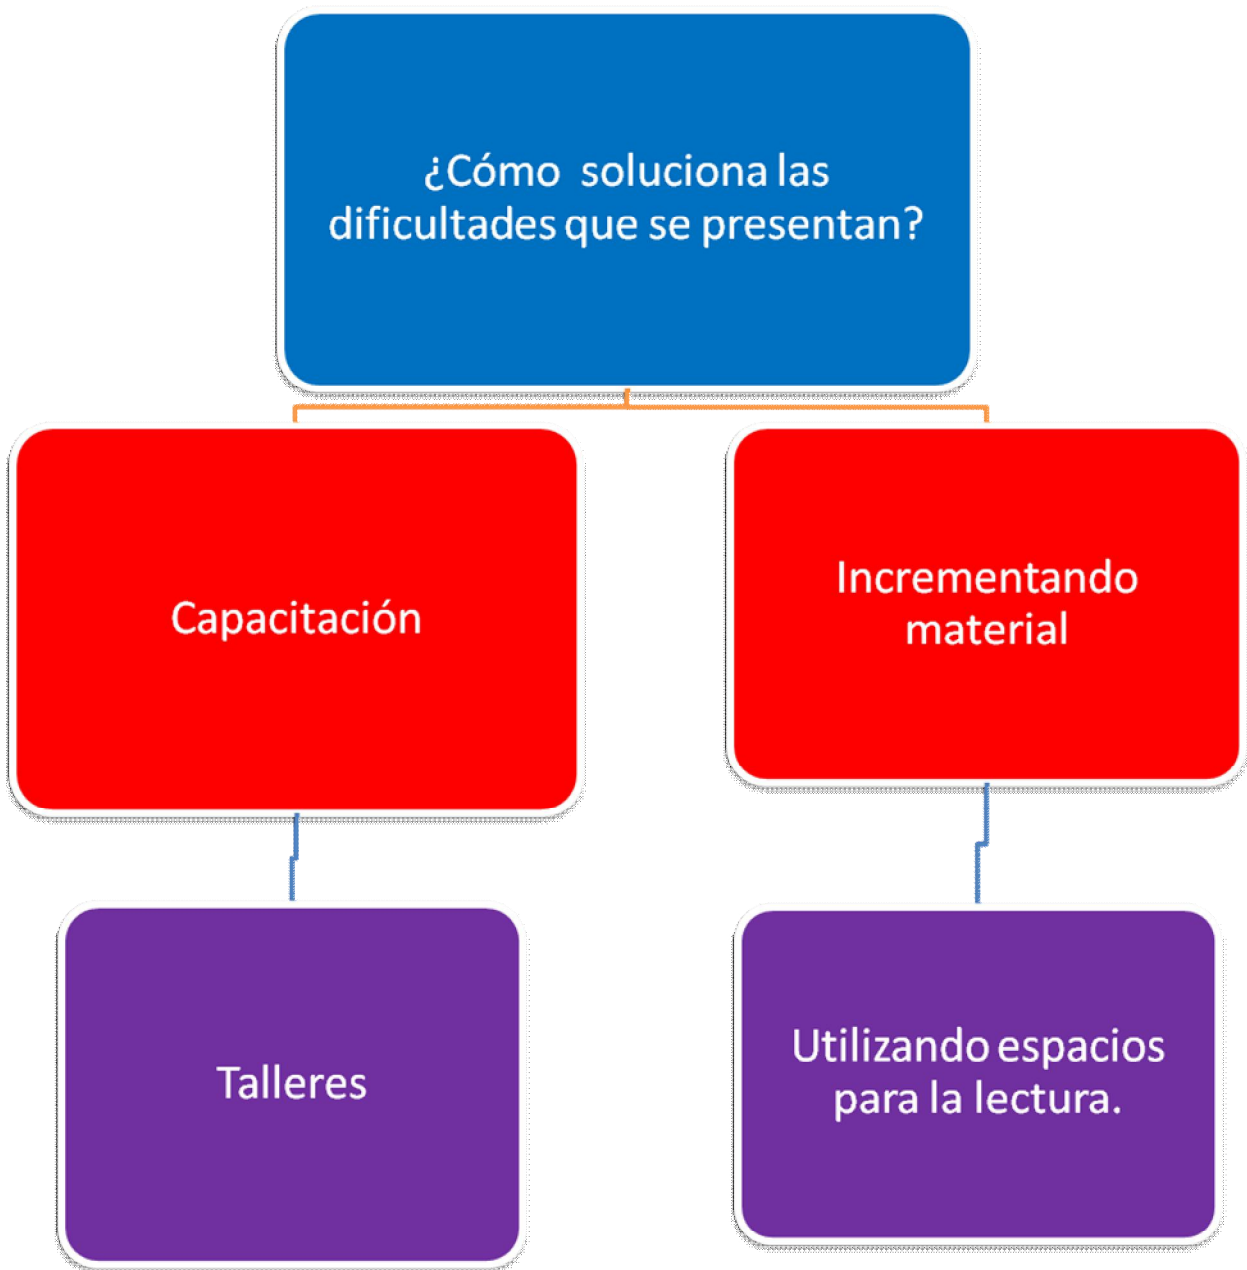 ¿Cómo soluciona las
dificultades que se presentan?
Capacitación
Incrementando
material
Talleres
Utilizando espacios
para la lectura.